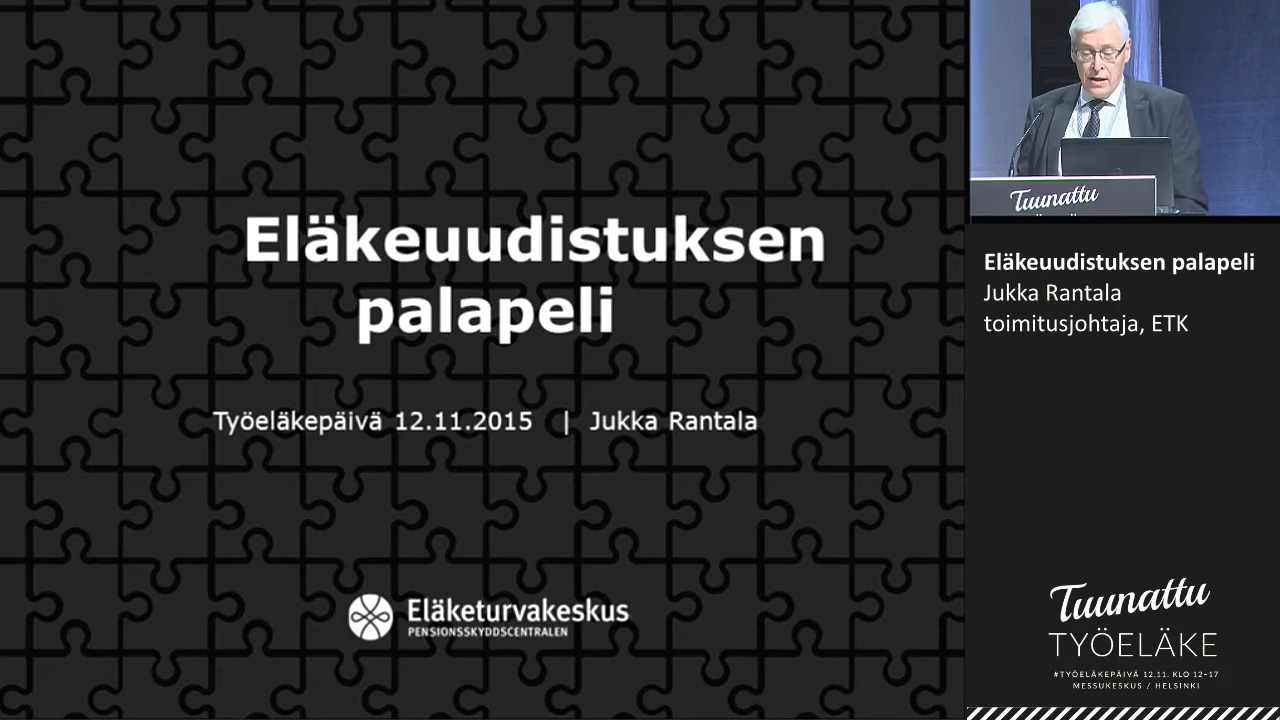 Eläkeuudistuksen
palapeli
Työeläkepäivä 12.11.2015 | Jukka Rantala
Eläketurvakeskus
PENSIONSSKYDDSCENTRALEN
Tuunattu
Eläkeuudistuksen palapeli
Jukka Rantala
toimitusjohtaja, ETK
Tuunattu
TYÖELÄKE
#TYÖELÄKEPÄIVÄ 12.11. KLO 12–17
MESSUKESKUS / HELSINKI